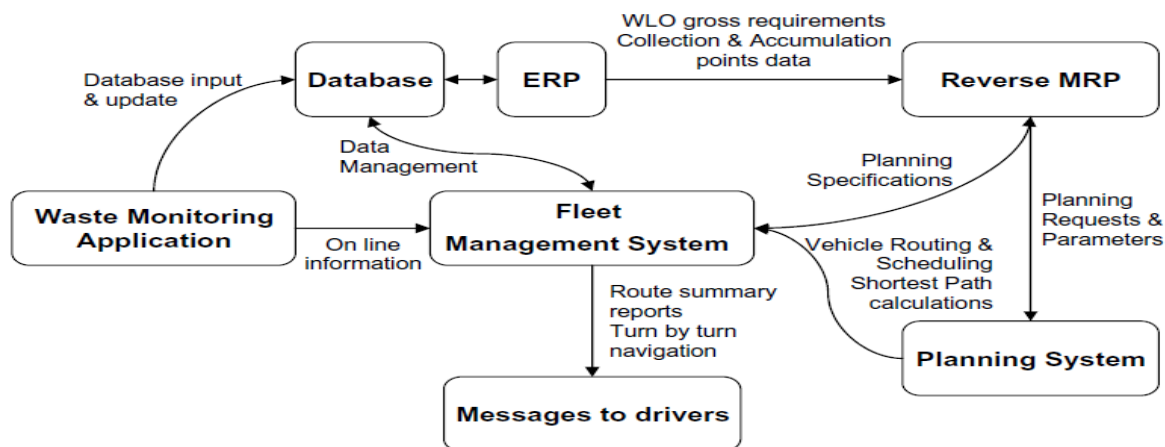 WLO gross requirements
Collection & Accumulation
points data
Database input
& update
Database
ERP
Reverse MRP
Data
Management
Planning
Specifications
Planning
Requests &
Parameters
Waste Monitoring
Application
On line
information
Fleet
Management System
Vehicle Routing &
Scheduling
Shortest Path
calculations
Route summary
reports
Turn by turn
navigation
Planning System
Messages to drivers